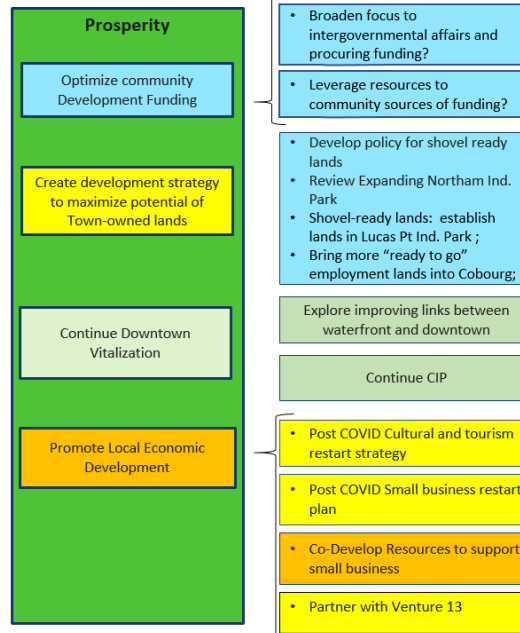 Prosperity
Optimize community
Development Funding
• Broaden focus to
intergovernmental affairs and
procuring funding?
• Leverage resources to
community sources of funding?
Create development strategy
to maximize potential of
Town-owned lands
• Develop policy for shovel ready
lands
• Review Expanding Northam Ind.
Park
• Shovel-ready lands: establish
lands in Lucas Pt Ind. Park ;
• Bring more “ready to go”
employment lands into Cobourg;
Continue Downtown
Vitalization
Explore improving links between
waterfront and downtown
Continue CIP
Promote Local Economic
Development
• Post COVID Cultural and tourism
restart strategy
• Post COVID Small business restart
plan
• Co-Develop Resources to support
small business
• Partner with Venture 13